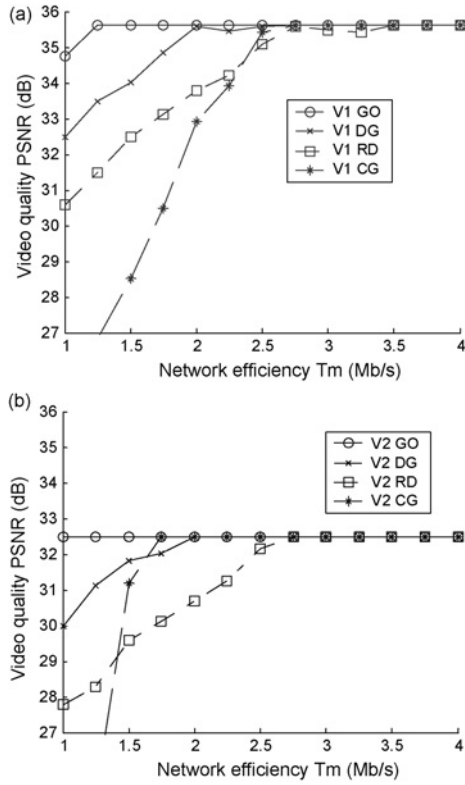 (a)
36
35
34
33
32
31
30
29
28
27
Video quality PSNR (dB)
V1 GO
V1 DG
V1 RD
V1 CG
1 1.5 2 2.5 3 3.5 4
Network efficiency Tm (Mb/s)
(b)
36
35
34
33
32
31
30
29
28
27
Video quality PSNR (dB)
V2 GO
V2 DG
V2 RD
V2 CG
1 1.5 2 2.5 3 3.5 4
Network efficiency Tm (Mb/s)